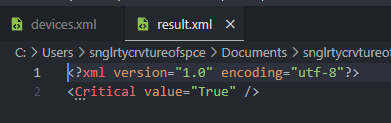 devices.xml result.xml
C: > Users > snglrtycrvtureofspce > Documents > snglrtycrvtureof
1 <?xml version="1.0" encoding="utf-8"?>
2 <Critical value="True" />